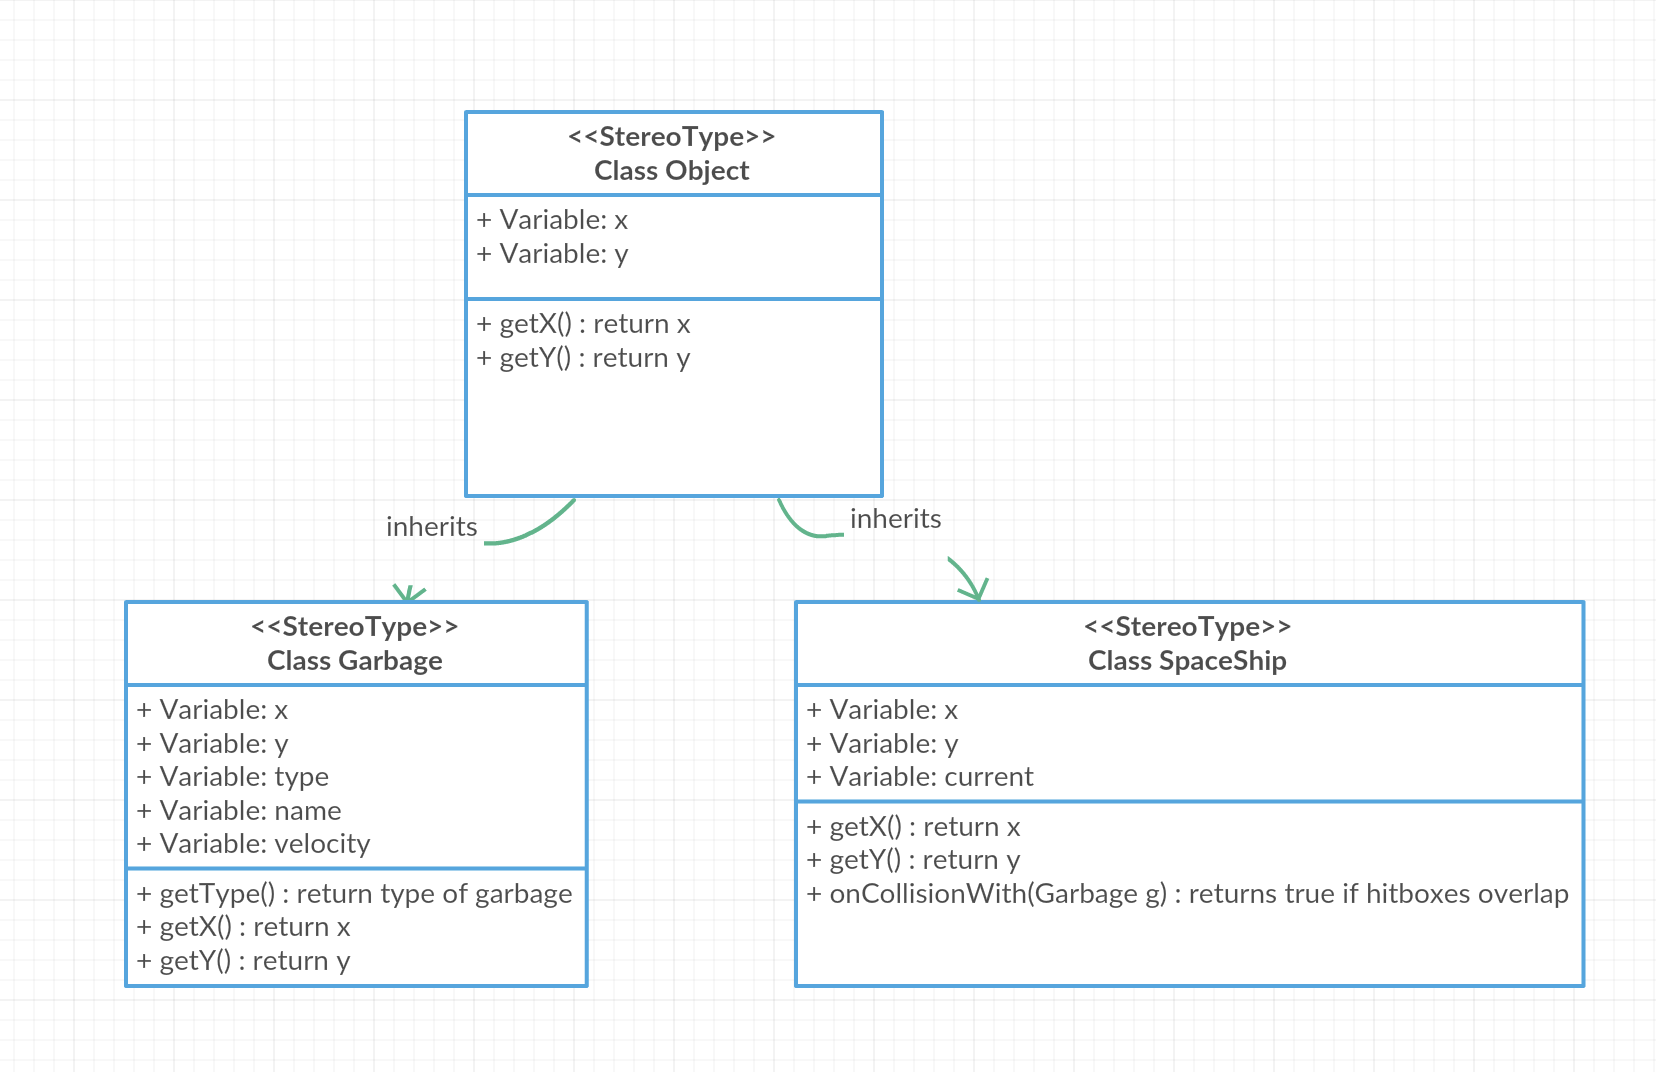 <<StereoType>>
Class Object
+ Variable: x
+ Variable: y
+ getX() : return x
+ getY() : return y
inherits
inherits
<<StereoType>>
Class Garbage
+ Variable: x
+ Variable: y
+ Variable: type
+ Variable: name
+ Variable: velocity
+ getType() : return type of garbage
+ getX() : return x
+ getY() : return y
<<StereoType>>
Class SpaceShip
+ Variable: x
+ Variable: y
+ Variable: current
+ getX() : return x
+ getY() : return y
+ onCollisionWith(Garbage g) : returns true if hitboxes overlap